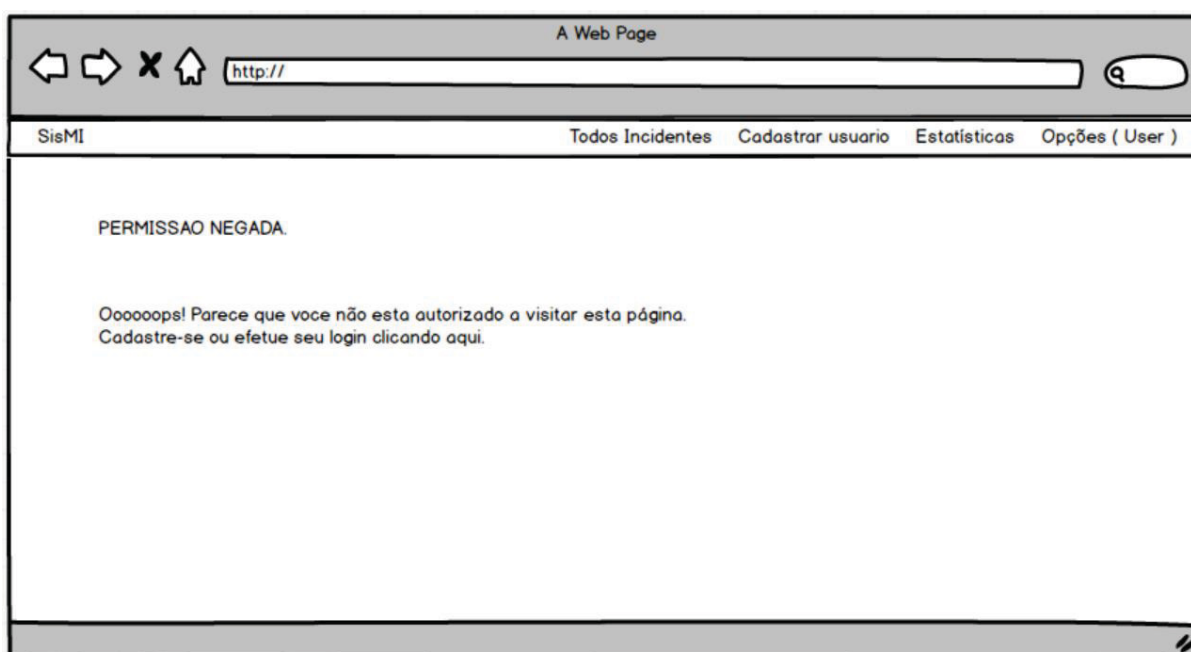 A Web Page
http://
SisMI Todos Incidentes Cadastrar usuario Estatísticas Opções ( User )
PERMISSAO NEGADA.
Oooooops! Parece que voce não esta autorizado a visitar esta página.
Cadastre-se ou efetue seu login clicando aqui.